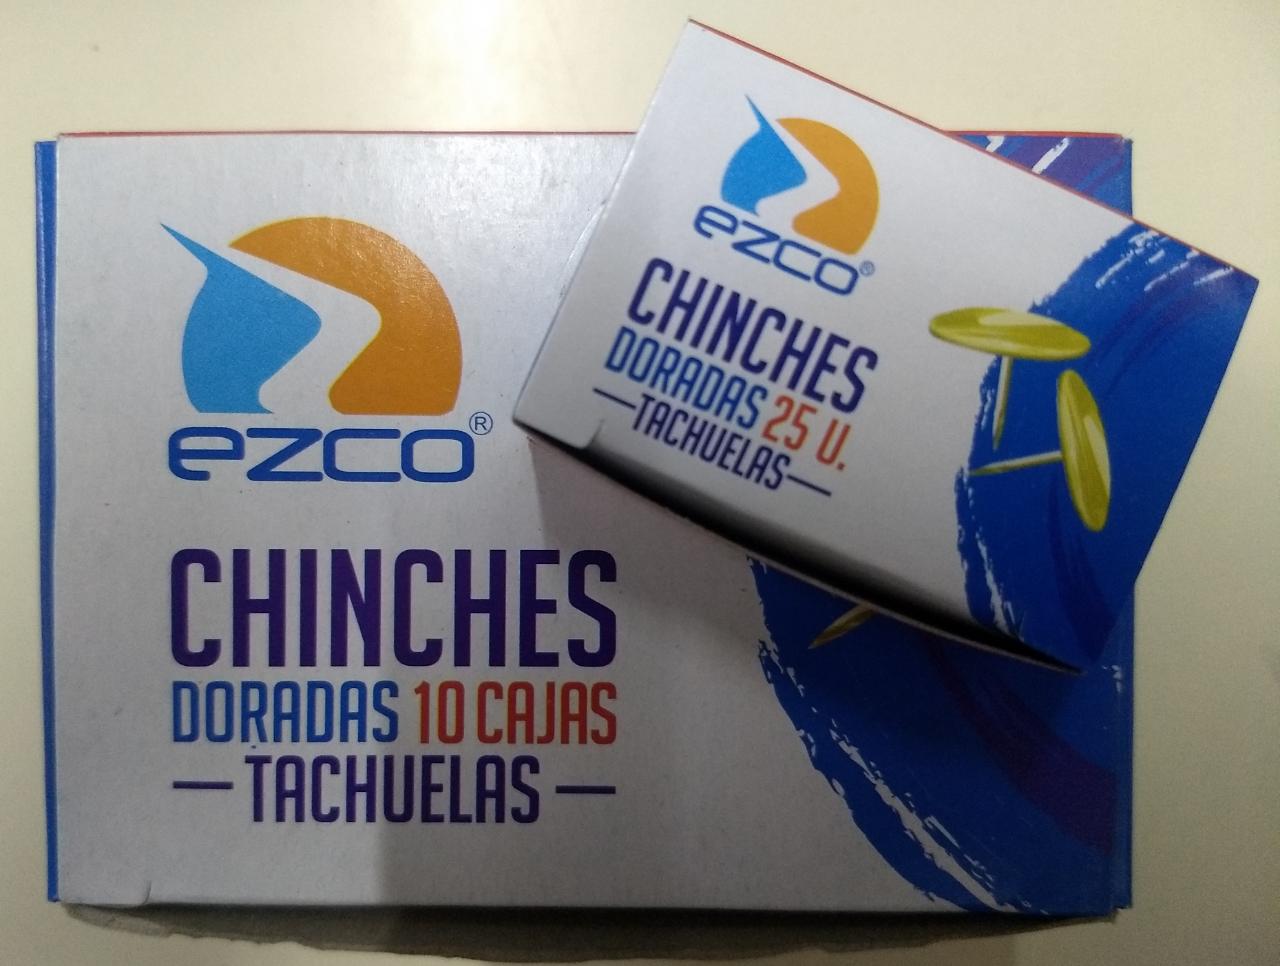 ezco®
CHINCHES
DORADAS 25 U.
TACHUELAS
ezco®
CHINCHES
DORADAS 10 CAJAS
TACHUELAS